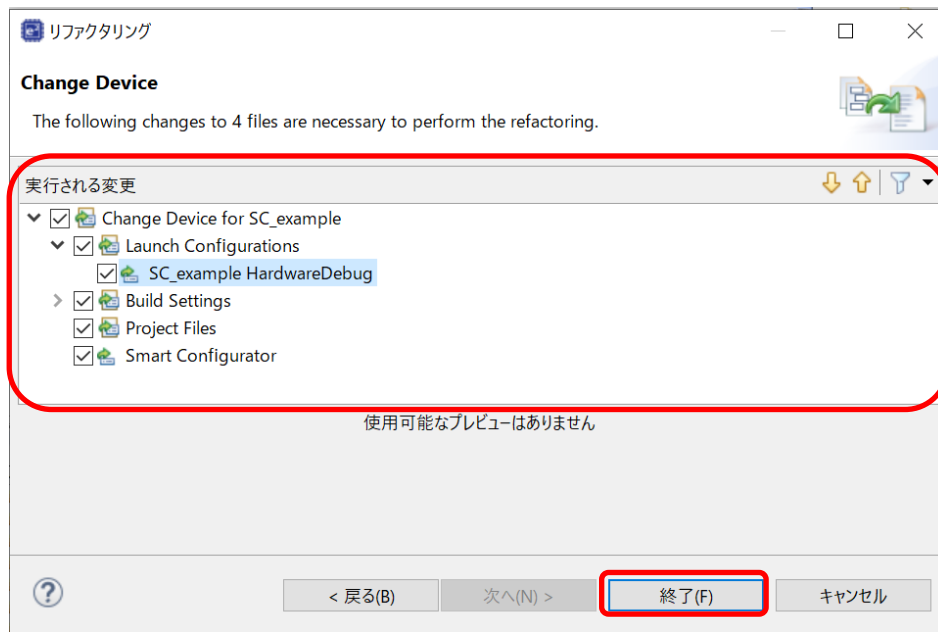 リファクタリング
Change Device
The following changes to 4 files are necessary to perform the refactoring.
実行される変更
Change Device for SC_example
Launch Configurations
SC_example HardwareDebug
Build Settings
Project Files
Smart Configurator
使用可能なプレビューはありません
< 戻る(B)
次へ(N) >
終了(F)
キャンセル